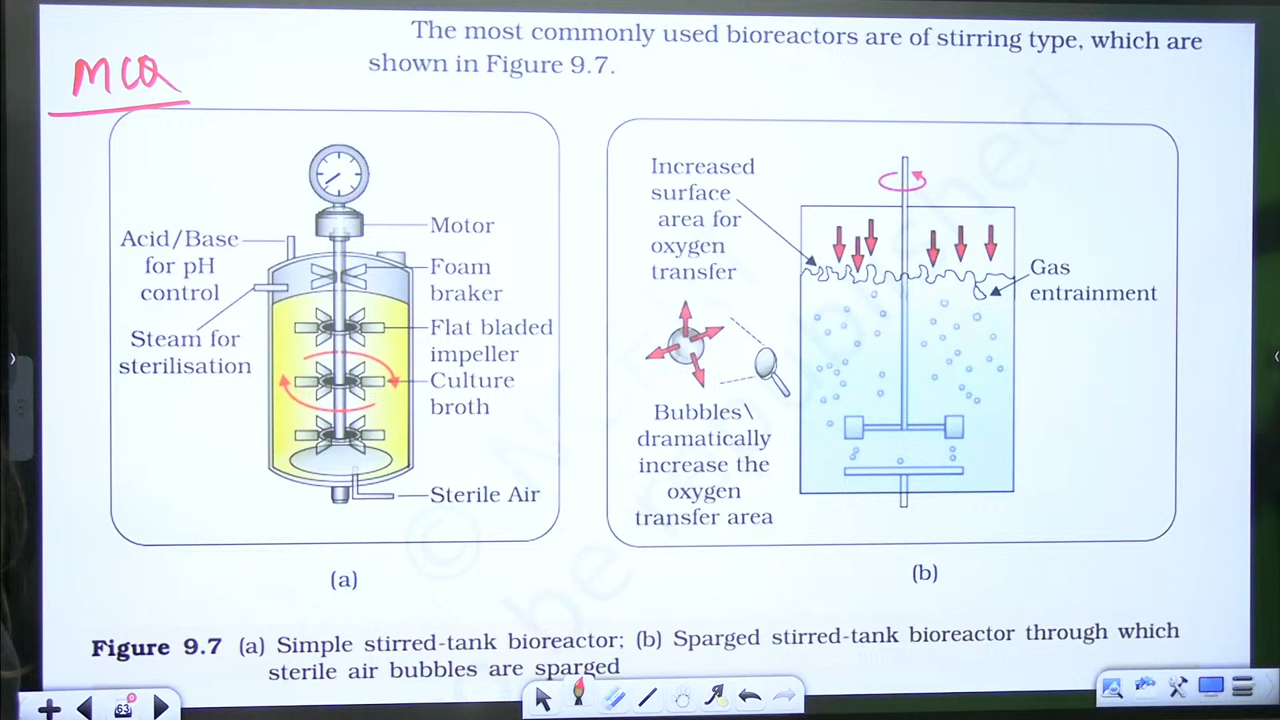 The most commonly used bioreactors are of stirring type, which are
shown in Figure 9.7.
MCQ
Acid/Base
for pH
control
Steam for
sterilisation
Motor
Foam
braker
Flat bladed
impeller
Culture
broth
Sterile Air
(a)
Increased
surface
area for
oxygen
transfer
Bubbles\
dramatically
increase the
oxygen
transfer area
Gas
entrainment
(b)
Figure 9.7 (a) Simple stirred-tank bioreactor; (b) Sparged stirred-tank bioreactor through which
sterile air bubbles are sparged
63